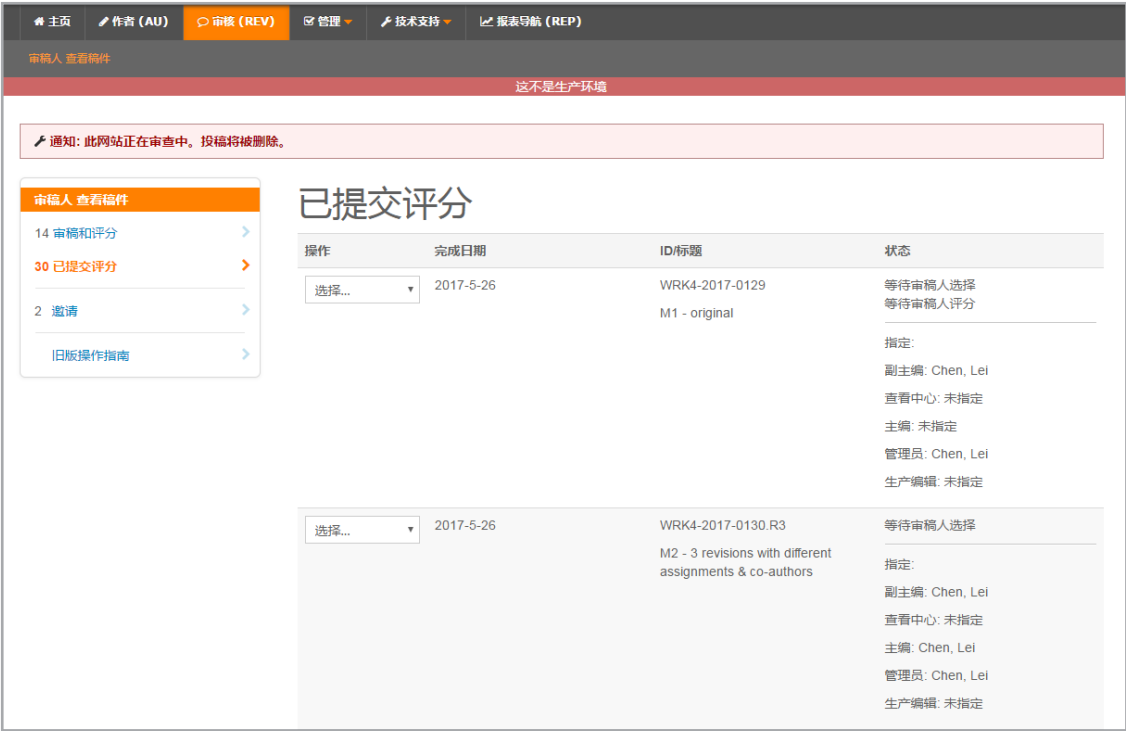 主页 作者 (AU) 审核 (REV) 管理 技术支持 报表导航 (REP)
审稿人 查看稿件
这不是生产环境
通知: 此网站正在审查中。投稿将被删除。
审稿人 查看稿件
14 审稿和评分
30 已提交评分
2 邀请
旧版操作指南
已提交评分
操作 完成日期 ID/标题 状态
选择... 2017-5-26 WRK4-2017-0129 等待审稿人选择
等待审稿人评分
M1 - original
指定:
副主编: Chen, Lei
查看中心: 未指定
主编: 未指定
管理员: Chen, Lei
生产编辑: 未指定
选择... 2017-5-26 WRK4-2017-0130.R3 等待审稿人选择
M2 - 3 revisions with different
assignments & co-authors
指定:
副主编: Chen, Lei
查看中心: 未指定
主编: Chen, Lei
管理员: Chen, Lei
生产编辑: 未指定